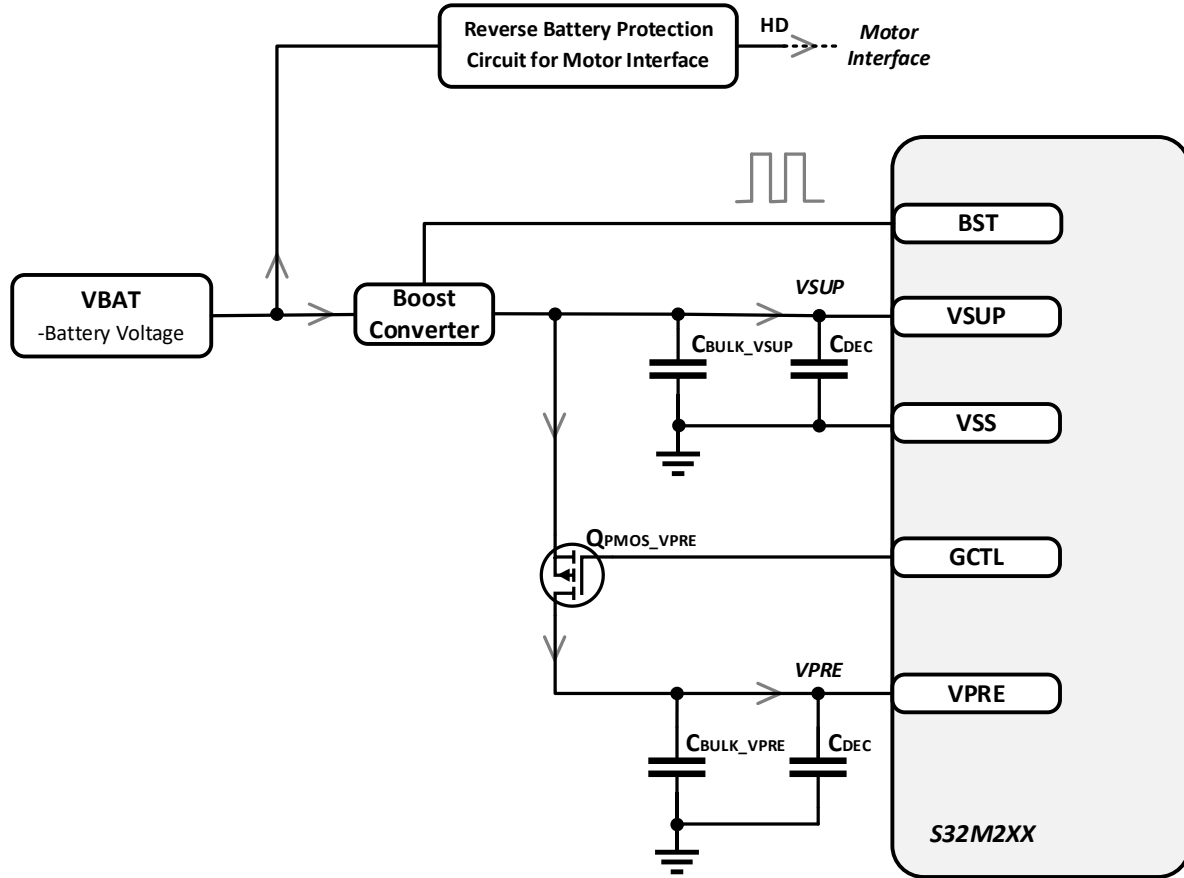 Reverse Battery Protection
Circuit for Motor Interface
HD
Motor
Interface
BST
VBAT
-Battery Voltage
Boost
Converter
VSUP
VSUP
CBULK_VSUP
CDEC
VSS
QPMOS_VPRE
GCTL
VPRE
VPRE
CBULK_VPRE
CDEC
S32M2XX